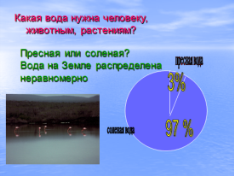 Какая вода нужна человеку,
животным, растениям?
Пресная или соленая?
Вода на Земле распределена
неравномерно
пресная вода
3%
97 %
соленая вода